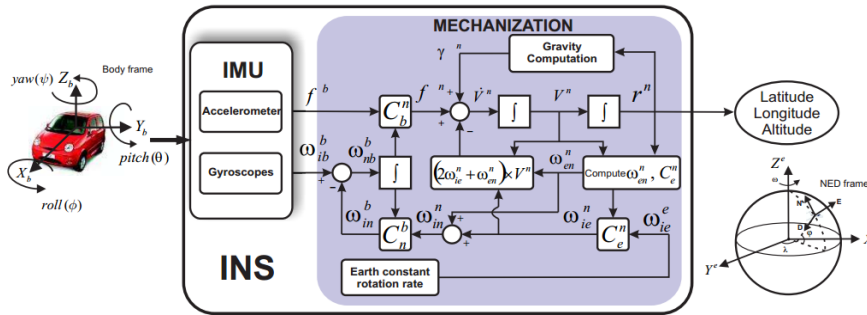 MECHANIZATION
yaw(ψ)
Body frame
Z_b
Y_b
pitch(θ)
X_b
roll(ϕ)
IMU
Accelerometer
Gyroscopes
INS
f^b
ω_ib^b
ω_nb^b
ω_in^b
C_b^n
∫
C_n^b
f^n
+
+
−
+
−
γ^n
Gravity
Computation
V̇^n
∫
V^n
∫
r^n
(2ω_ie^n + ω_en^n)×V^n
ω_en^n
Compute ω_en^n, C_e^n
ω_in^n
+
+
ω_ie^n
C_e^n
ω_ie^e
Earth constant
rotation rate
Latitude
Longitude
Altitude
Z^e
ω
NED frame
N
E
D
φ
λ
Y^e
X